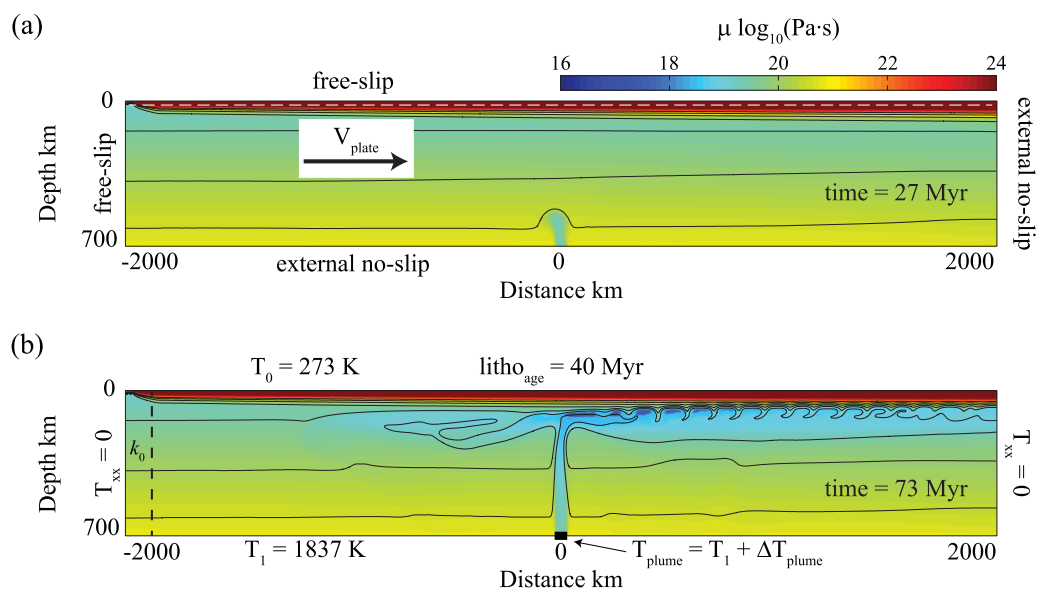 (a)
μ log10(Pa·s)
16 18 20 22 24
free-slip
0
Depth km
free-slip
Vplate
time = 27 Myr
external no-slip
700
-2000 0 2000
external no-slip
Distance km
(b)
T0 = 273 K
lithoage = 40 Myr
0
Depth km
Txx = 0
k0
time = 73 Myr
Txx = 0
700
-2000 0 2000
T1 = 1837 K
Tplume = T1 + ΔTplume
Distance km